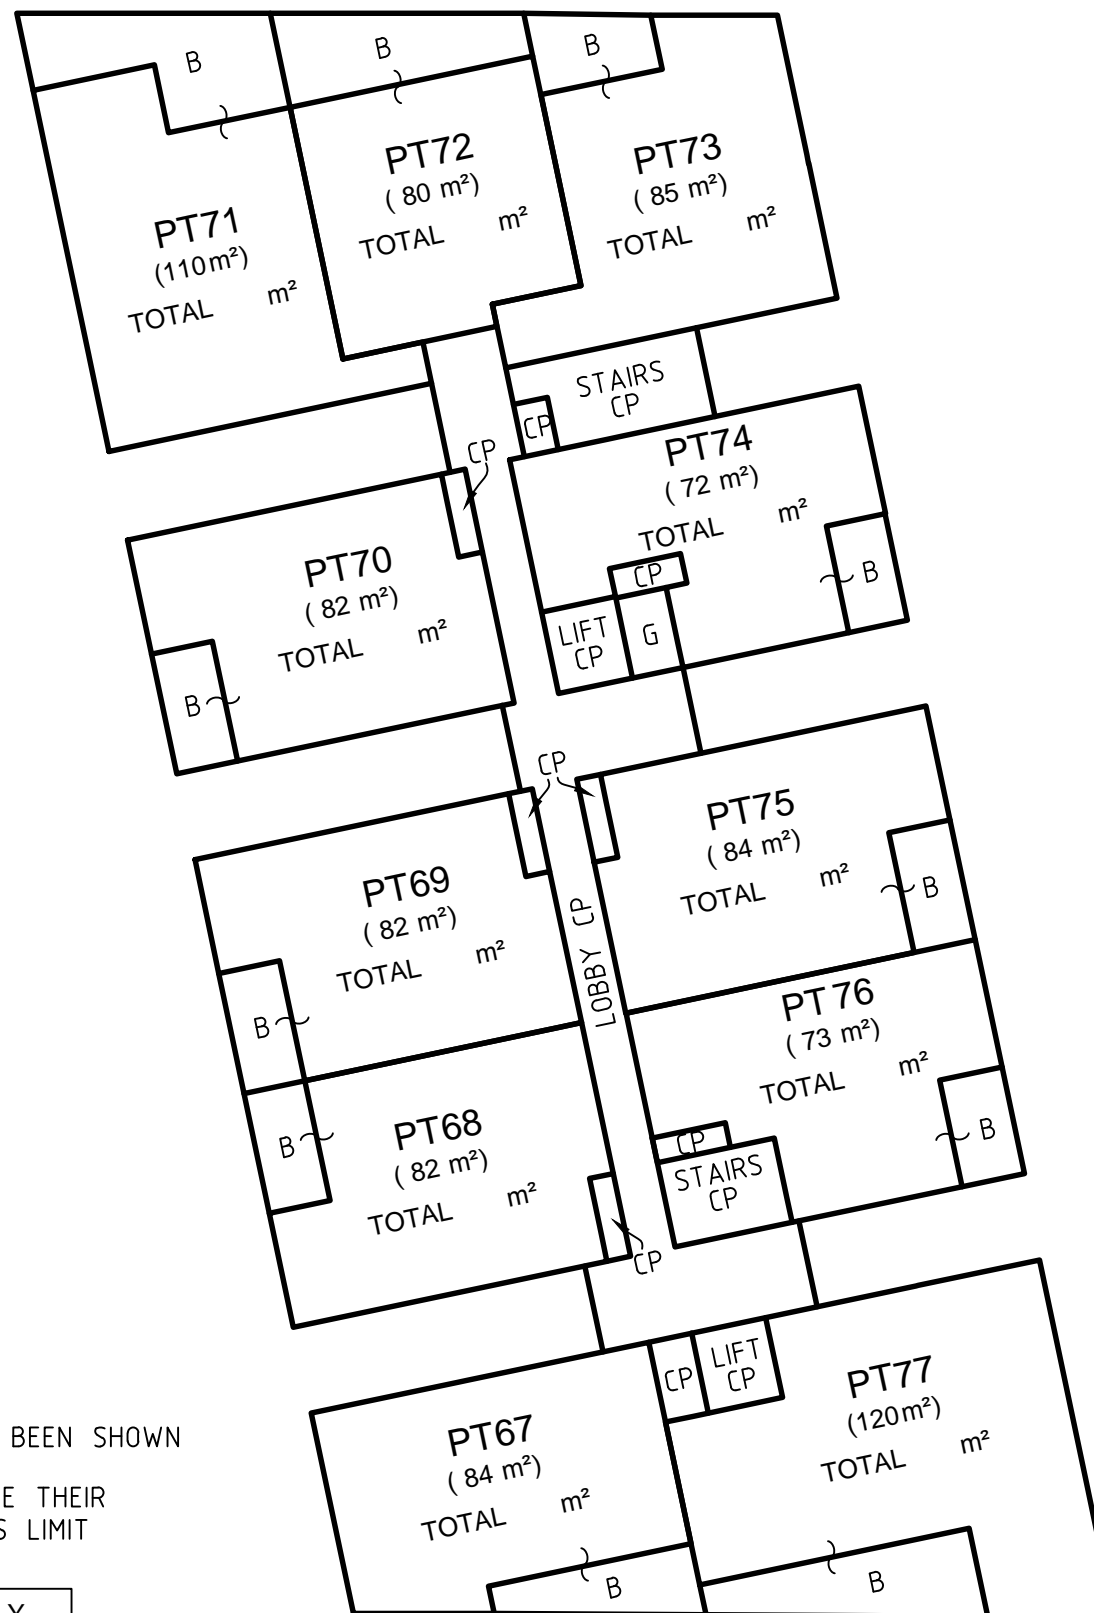 B
B
B
PT71
(110m²)
TOTAL m²
PT72
( 80 m²)
TOTAL m²
PT73
( 85 m²)
TOTAL m²
STAIRS
CP
CP
CP
PT74
( 72 m²)
TOTAL m²
CP
LIFT
CP
G
B
PT70
( 82 m²)
TOTAL m²
B
CP
PT69
( 82 m²)
TOTAL m²
B
PT75
( 84 m²)
TOTAL m²
B
LOBBY CP
PT 76
( 73 m²)
TOTAL m²
B
CP
STAIRS
CP
PT68
( 82 m²)
TOTAL m²
B
CP
CP
LIFT
CP
PT77
(120m²)
TOTAL m²
B
PT67
( 84 m²)
TOTAL m²
B
BEEN SHOWN
E THEIR
S LIMIT
Y